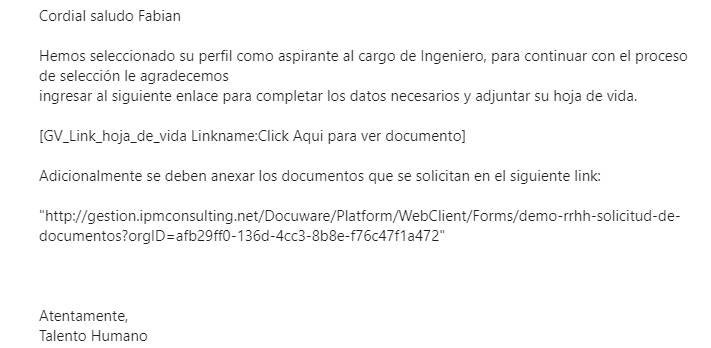 Cordial saludo Fabian
Hemos seleccionado su perfil como aspirante al cargo de Ingeniero, para continuar con el proceso
de selección le agradecemos
ingresar al siguiente enlace para completar los datos necesarios y adjuntar su hoja de vida.
[GV_Link_hoja_de_vida Linkname:Click Aqui para ver documento]
Adicionalmente se deben anexar los documentos que se solicitan en el siguiente link:
"http://gestion.ipmconsulting.net/Docuware/Platform/WebClient/Forms/demo-rrhh-solicitud-de-
documentos?orgID=afb29ff0-136d-4cc3-8b8e-f76c47f1a472"
Atentamente,
Talento Humano